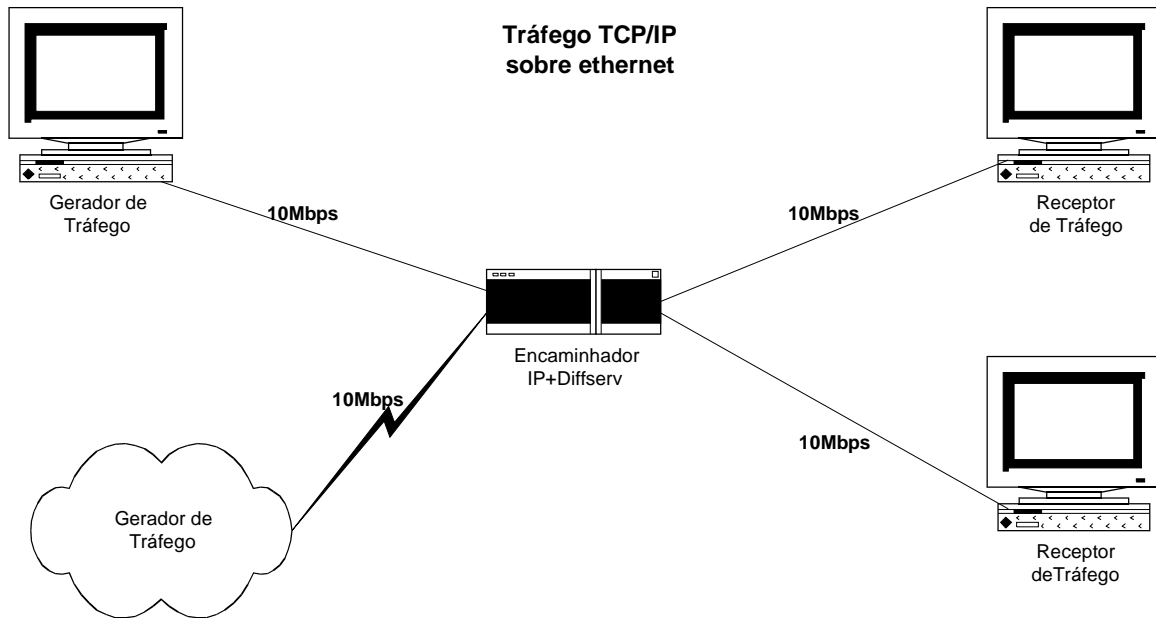 Tráfego TCP/IP
sobre ethernet
Gerador de
Tráfego
10Mbps
10Mbps
Receptor
de Tráfego
Encaminhador
IP+Diffserv
10Mbps
10Mbps
Gerador de
Tráfego
Receptor
deTráfego